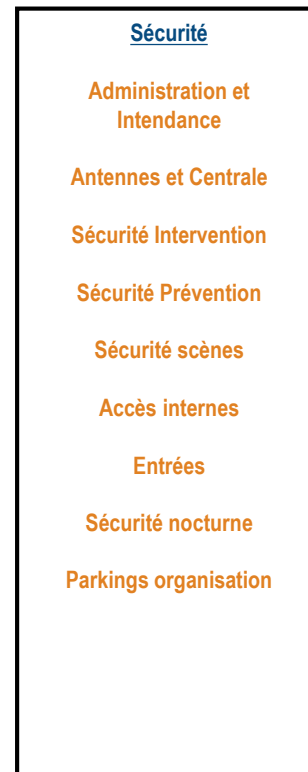 Sécurité
Administration et
Intendance
Antennes et Centrale
Sécurité Intervention
Sécurité Prévention
Sécurité scènes
Accès internes
Entrées
Sécurité nocturne
Parkings organisation